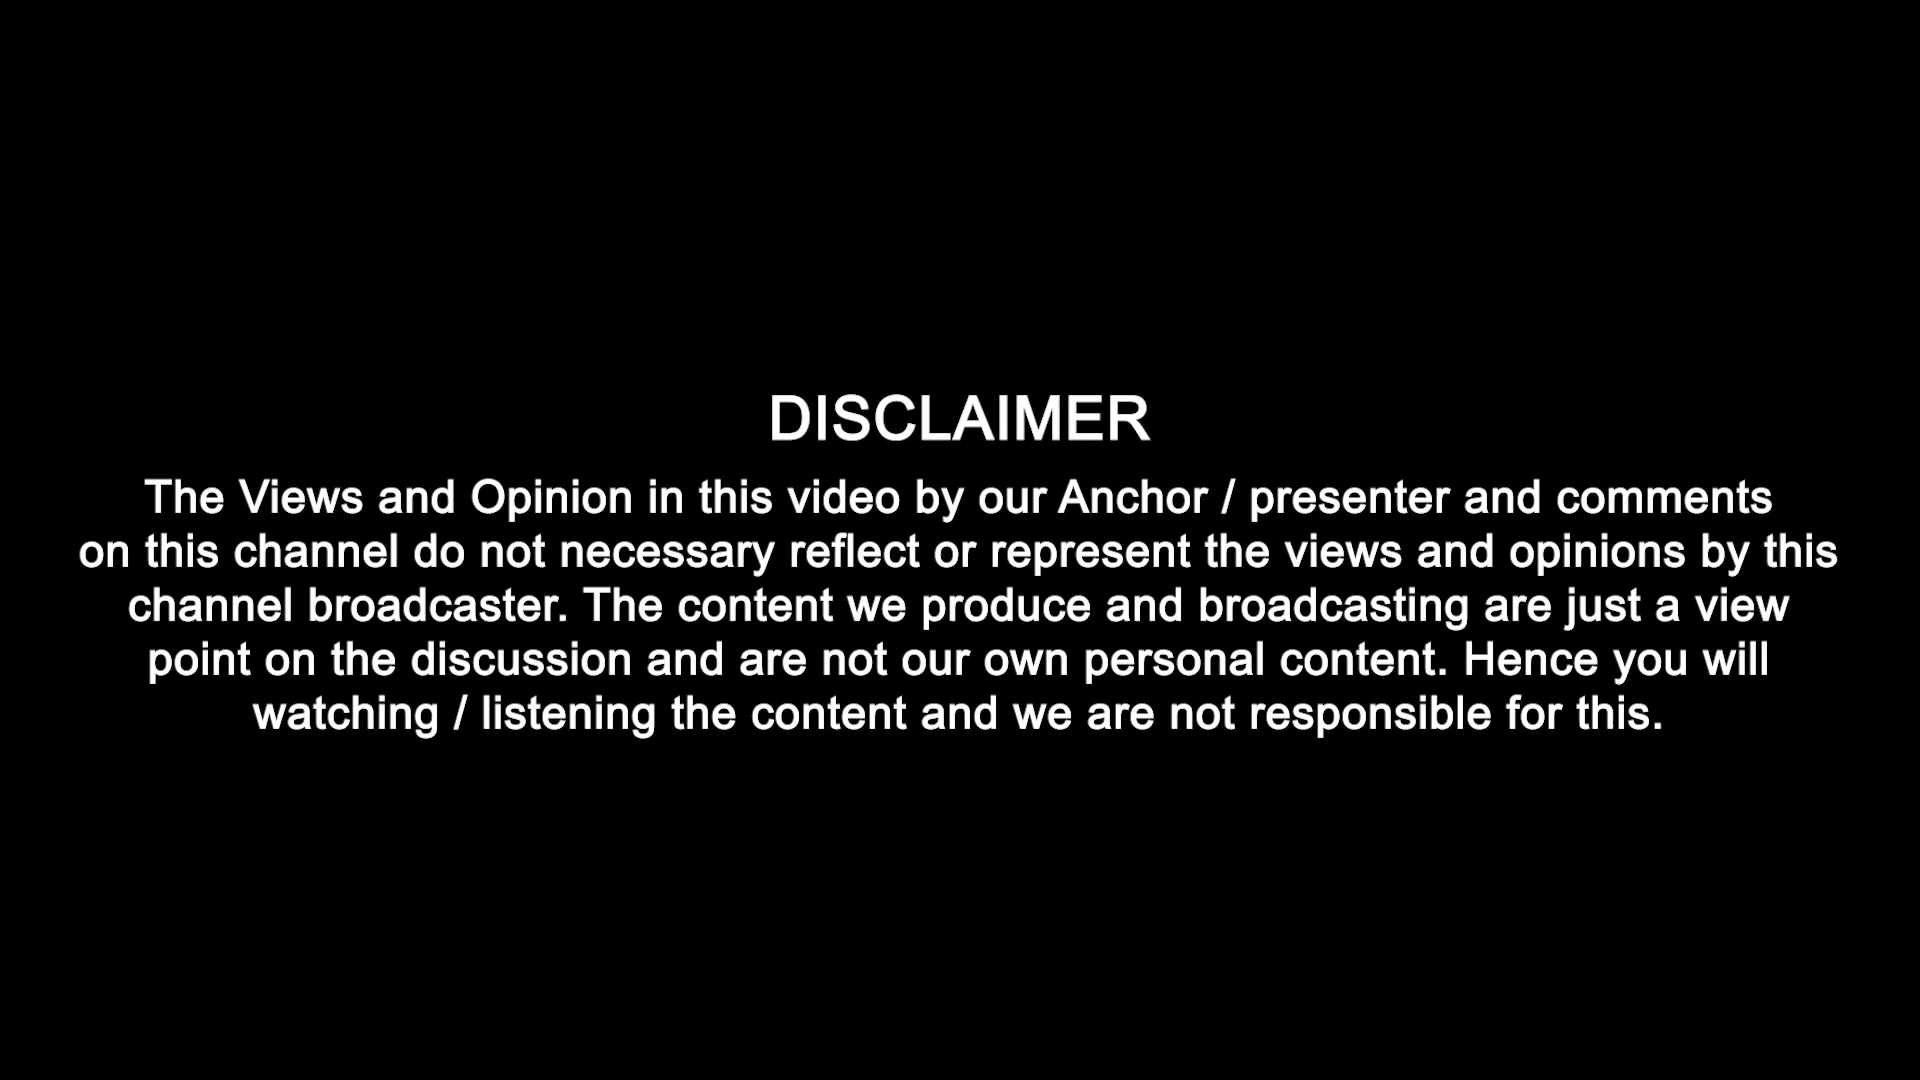 DISCLAIMER
The Views and Opinion in this video by our Anchor / presenter and comments
on this channel do not necessary reflect or represent the views and opinions by this
channel broadcaster. The content we produce and broadcasting are just a view
point on the discussion and are not our own personal content. Hence you will
watching / listening the content and we are not responsible for this.